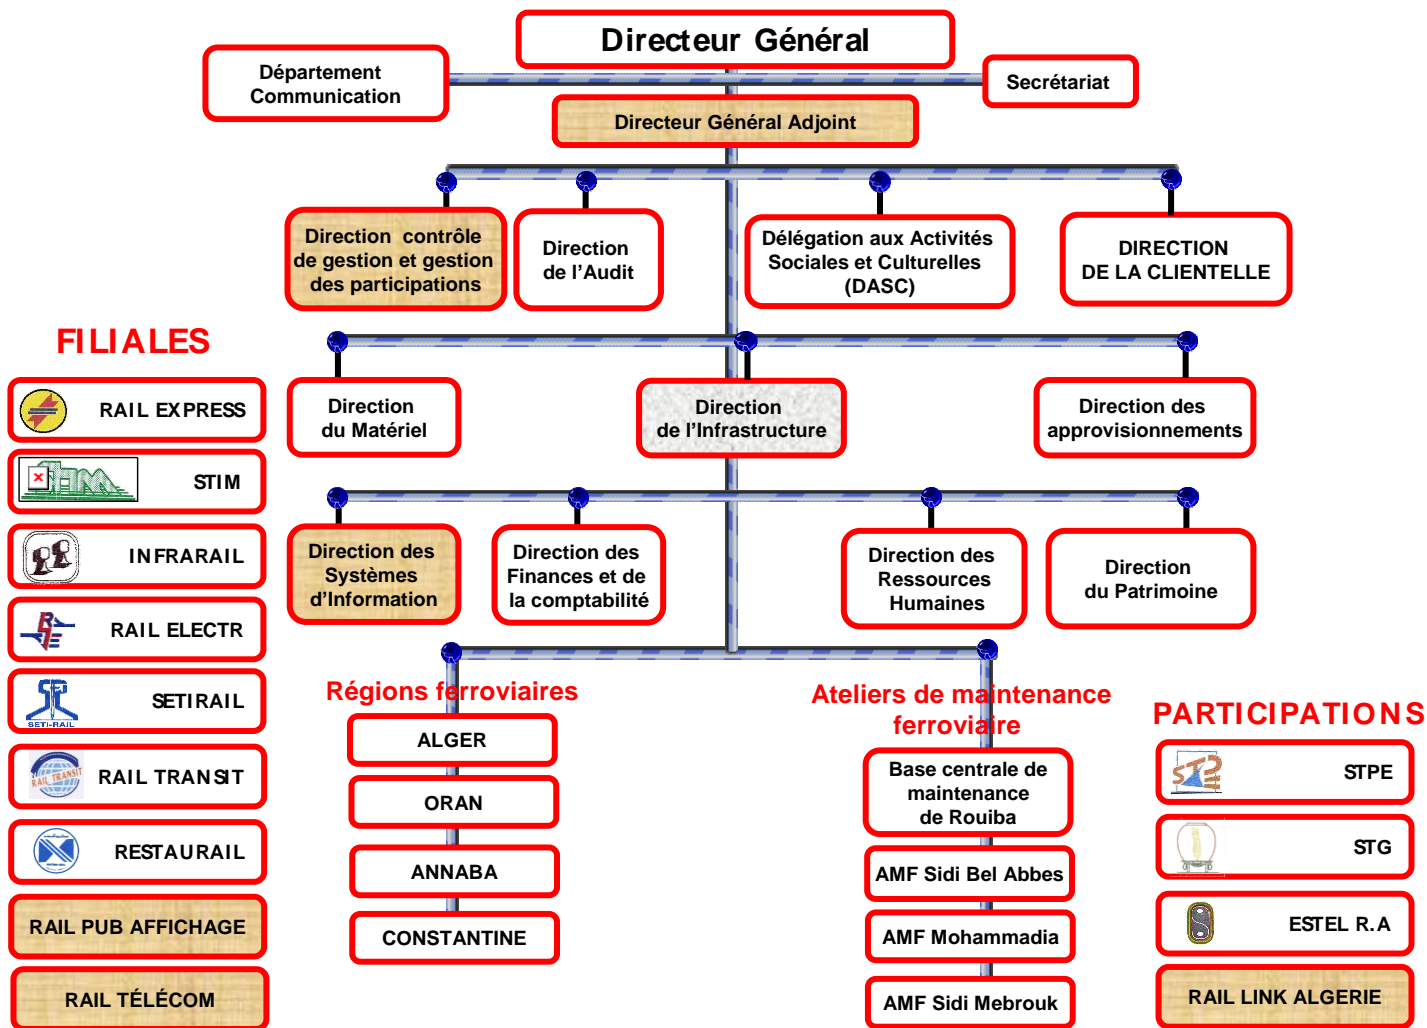 Directeur Général
Département
Communication
Secrétariat
Directeur Général Adjoint
Direction contrôle
de gestion et gestion
des participations
Direction
de l’Audit
Délégation aux Activités
Sociales et Culturelles
(DASC)
DIRECTION
DE LA CLIENTELLE
Direction
du Matériel
Direction
de l’Infrastructure
Direction des
approvisionnements
Direction des
Systèmes
d’Information
Direction des
Finances et de
la comptabilité
Direction des
Ressources
Humaines
Direction
du Patrimoine
FILIALES
RAIL EXPRESS
STIM
INFRARAIL
RAIL ELECTR
SETIRAIL
SETI-RAIL
RAIL TRANSIT
RAIL TRANSIT
RESTAURAIL
RAIL PUB AFFICHAGE
RAIL TÉLÉCOM
Régions ferroviaires
ALGER
ORAN
ANNABA
CONSTANTINE
Ateliers de maintenance
ferroviaire
Base centrale de
maintenance
de Rouiba
AMF Sidi Bel Abbes
AMF Mohammadia
AMF Sidi Mebrouk
PARTICIPATIONS
STPE
STG
ESTEL R.A
RAIL LINK ALGERIE